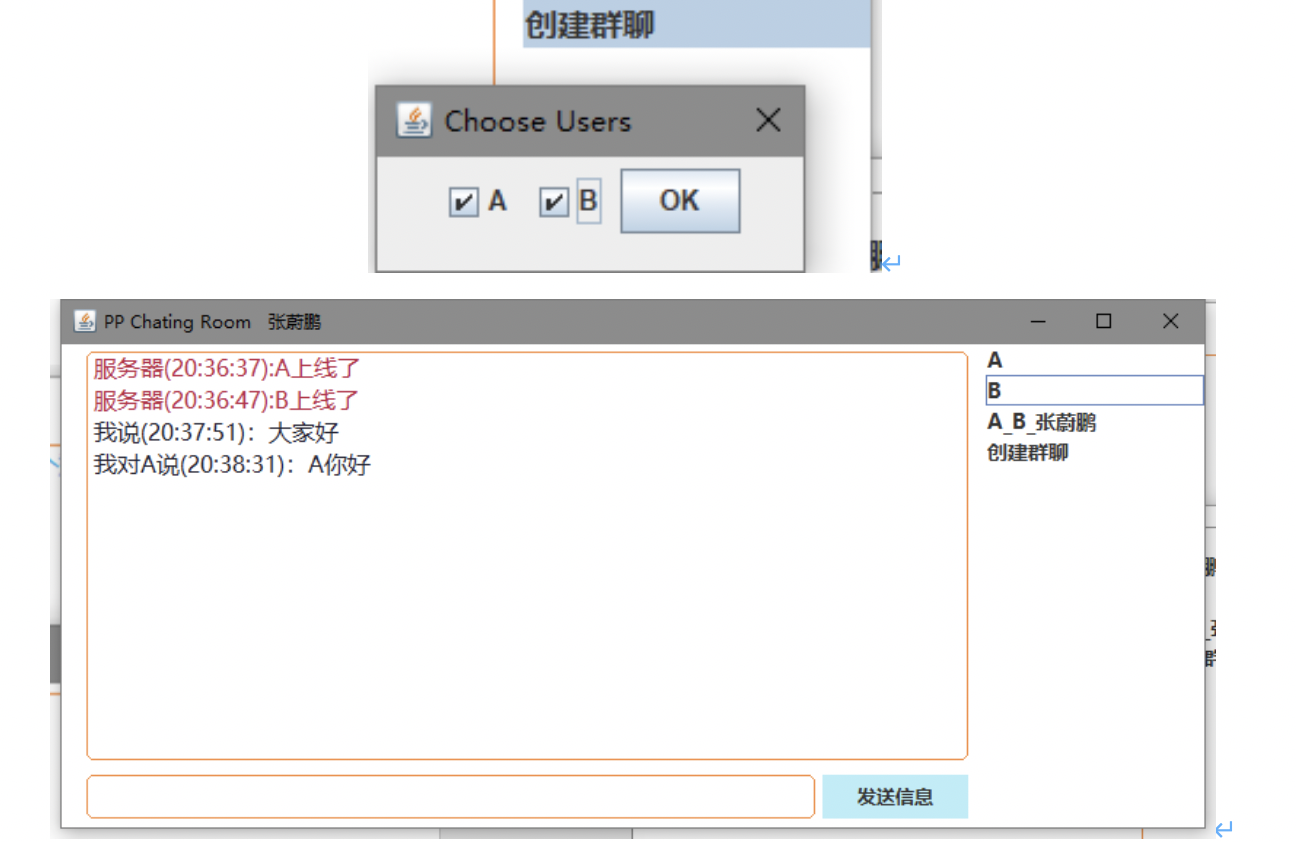 创建群聊
Choose Users
A B OK
PP Chating Room 张蔚鹏
服务器(20:36:37):A上线了
服务器(20:36:47):B上线了
我说(20:37:51)：大家好
我对A说(20:38:31)：A你好
A
B
A_B_张蔚鹏
创建群聊
发送信息